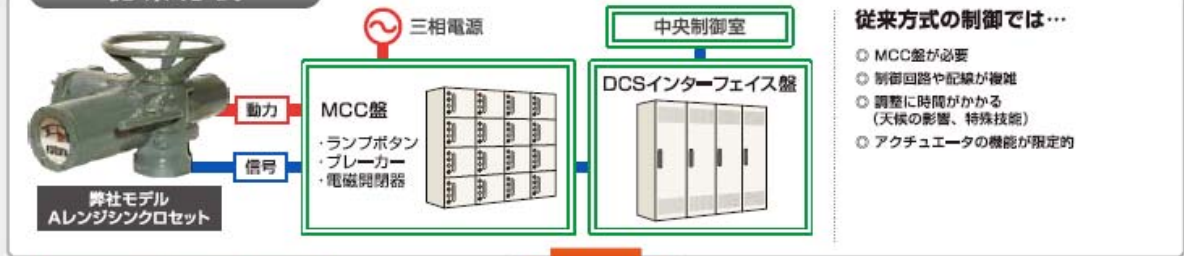 三相電源
中央制御室
動力
信号
MCC盤
・ランプボタン
・ブレーカー
・電磁開閉器
DCSインターフェイス盤
弊社モデル
Aレンジシンクロセット
従来方式の制御では…
◎ MCC盤が必要
◎ 制御回路や配線が複雑
◎ 調整に時間がかかる
（天候の影響、特殊技能）
◎ アクチュエータの機能が限定的